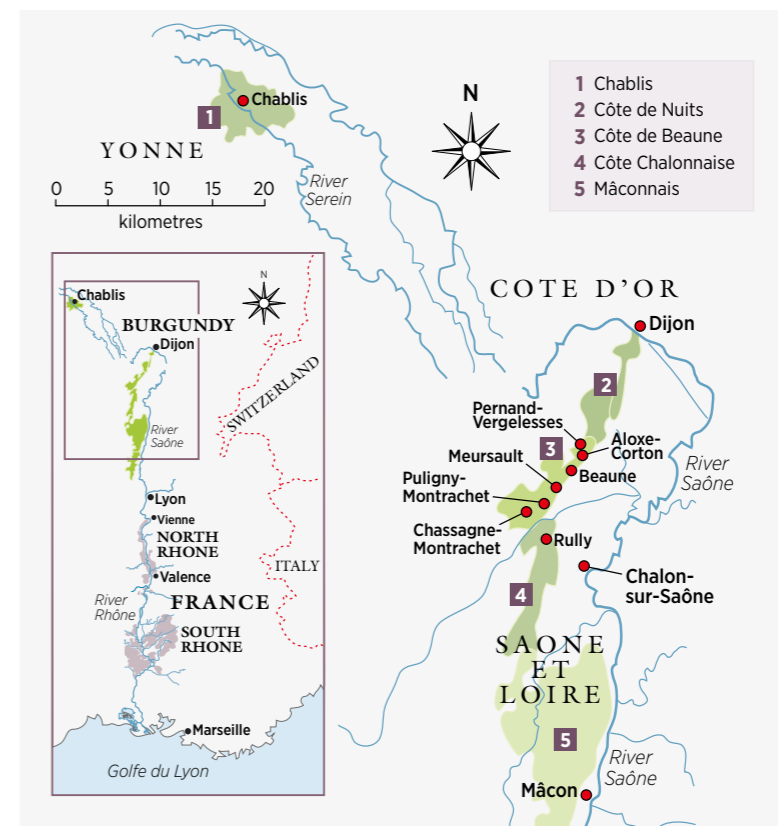 Chablis
1
YONNE
0 5 10 15 20
kilometres
River
Serein
N
1 Chablis
2 Côte de Nuits
3 Côte de Beaune
4 Côte Chalonnaise
5 Mâconnais
COTE D'OR
Dijon
2
Pernand-
Vergelesses
3
Aloxe-
Corton
Meursault
Beaune
Puligny-
Montrachet
River
Saône
Chassagne-
Montrachet
Rully
Chalon-
sur-Saône
4
SAONE
ET
LOIRE
5
River
Saône
Mâcon
N
Chablis
BURGUNDY
Dijon
SWITZERLAND
River
Saône
Lyon
Vienne
NORTH
RHONE
ITALY
Valence
River
Rhône
FRANCE
SOUTH
RHONE
Marseille
Golfe du Lyon